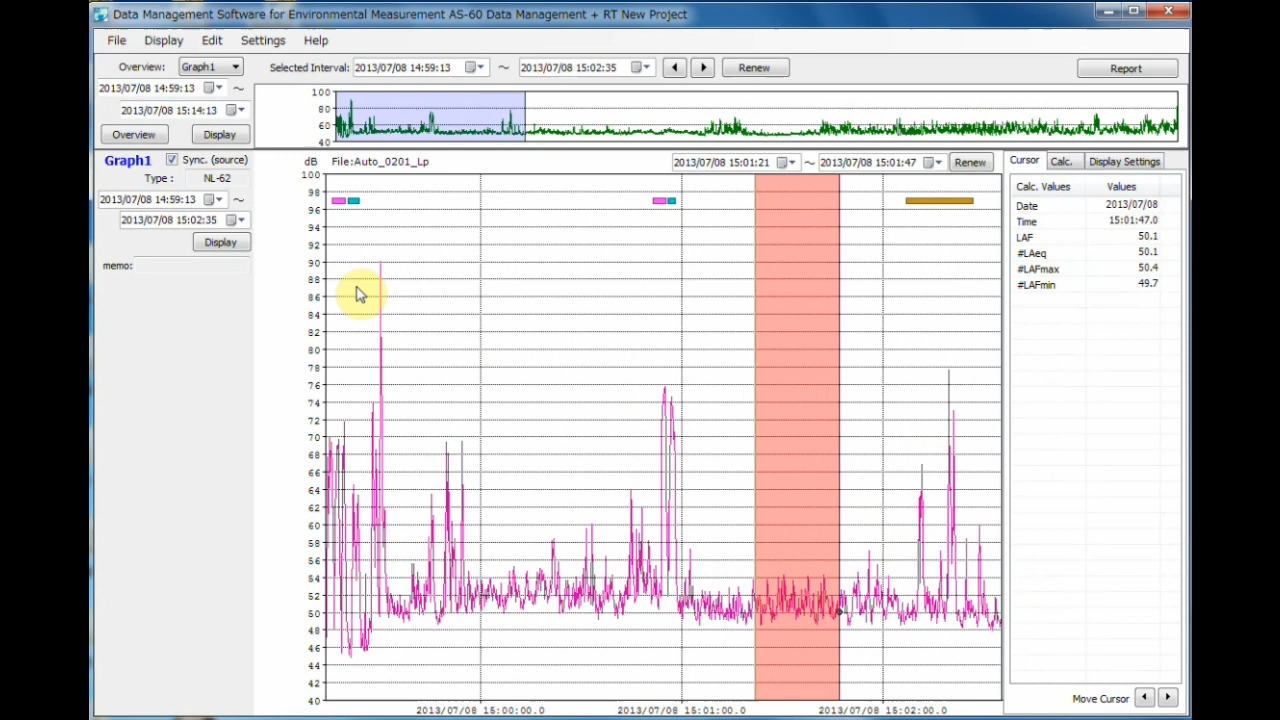 Data Management Software for Environmental Measurement AS-60 Data Management + RT New Project
File Display Edit Settings Help
Overview: Graph1 Selected Interval: 2013/07/08 14:59:13 ～ 2013/07/08 15:02:35 Renew Report
2013/07/08 14:59:13 ～
2013/07/08 15:14:13
Overview Display
100
80
60
40
Graph1 Sync. (source)
Type : NL-62
2013/07/08 14:59:13 ～
2013/07/08 15:02:35
Display
memo:
dB File:Auto_0201_Lp 2013/07/08 15:01:21 ～ 2013/07/08 15:01:47 Renew
100
98
96
94
92
90
88
86
84
82
80
78
76
74
72
70
68
66
64
62
60
58
56
54
52
50
48
46
44
42
40
2013/07/08 15:00:00.0 2013/07/08 15:01:00.0 2013/07/08 15:02:00.0
Cursor Calc. Display Settings
Calc. Values Values
Date 2013/07/08
Time 15:01:47.0
LAF 50.1
#LAeq 50.1
#LAFmax 50.4
#LAFmin 49.7
Move Cursor